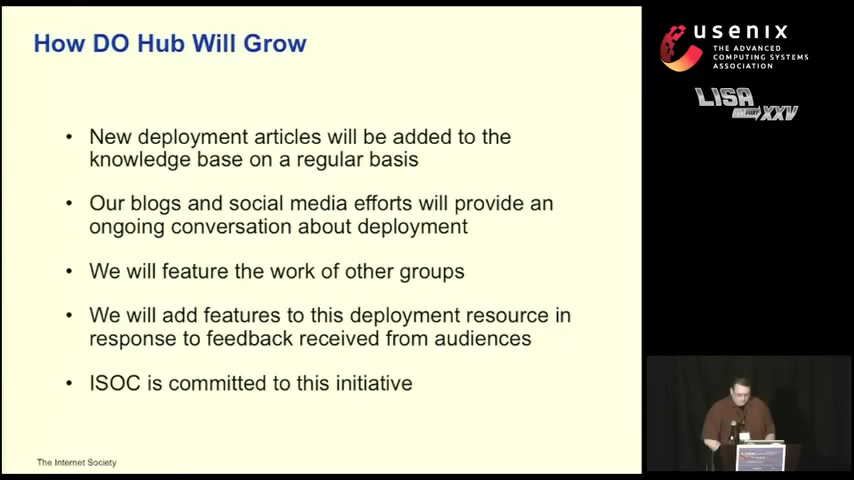 How DO Hub Will Grow
• New deployment articles will be added to the
knowledge base on a regular basis
• Our blogs and social media efforts will provide an
ongoing conversation about deployment
• We will feature the work of other groups
• We will add features to this deployment resource in
response to feedback received from audiences
• ISOC is committed to this initiative
The Internet Society
usenix
THE ADVANCED
COMPUTING SYSTEMS
ASSOCIATION
LISA
XXV